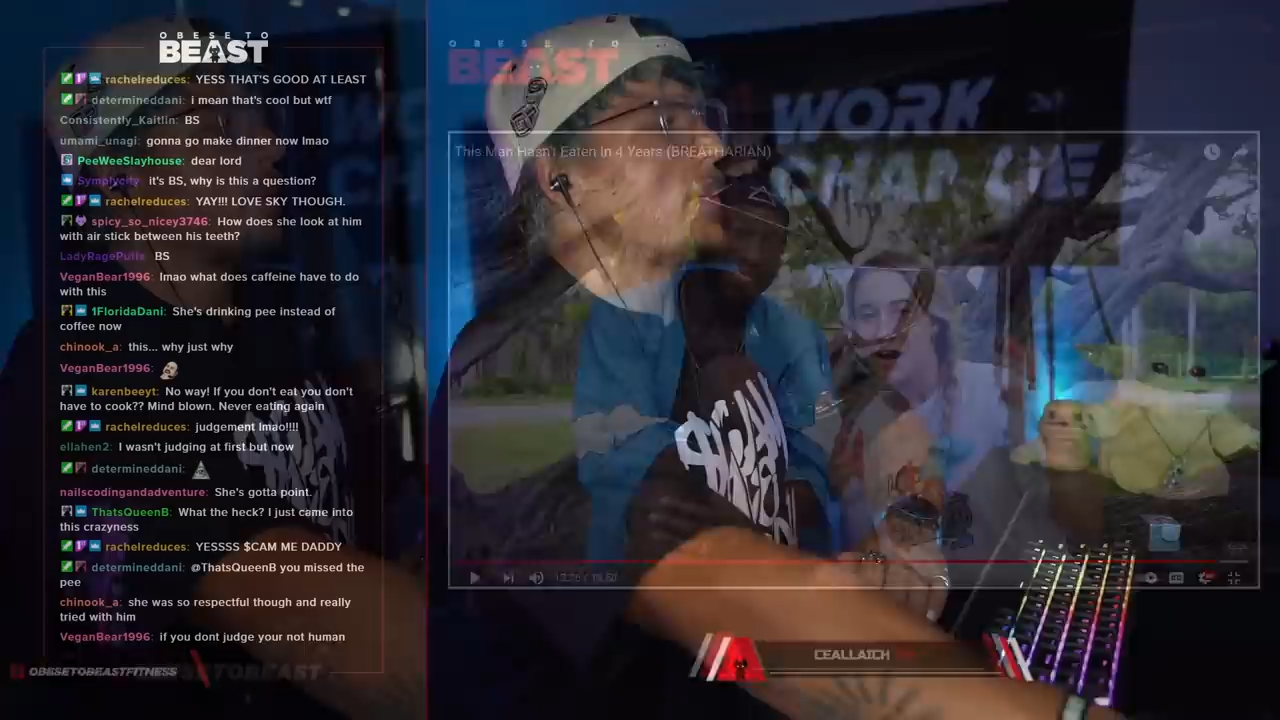 OBESE TO
BEAST
rachelreduces: YESS THAT'S GOOD AT LEAST
determineddani: i mean that's cool but wtf
Consistently_Kaitlin: BS
umami_unagi: gonna go make dinner now lmao
PeeWeeSlayhouse: dear lord
Symplycity: it's BS, why is this a question?
rachelreduces: YAY!!! LOVE SKY THOUGH.
spicy_so_nicey3746: How does she look at him
with air stick between his teeth?
LadyRagePuffs: BS
VeganBear1996: lmao what does caffeine have to do
with this
1FloridaDani: She's drinking pee instead of
coffee now
chinook_a: this... why just why
VeganBear1996:
karenbeeyt: No way! If you don't eat you don't
have to cook?? Mind blown. Never eating again
rachelreduces: judgement lmao!!!!
ellahen2: I wasn't judging at first but now
determineddani:
nailscodingandadventure: She's gotta point.
ThatsQueenB: What the heck? I just came into
this crazyness
rachelreduces: YESSSS $CAM ME DADDY
determineddani: @ThatsQueenB you missed the
pee
chinook_a: she was so respectful though and really
tried with him
VeganBear1996: if you dont judge your not human
OBESETOBEASTFITNESS
OBESE TO
BEAST
WORK
This Man Hasn't Eaten In 4 Years (BREATHARIAN)
CEALLAICH